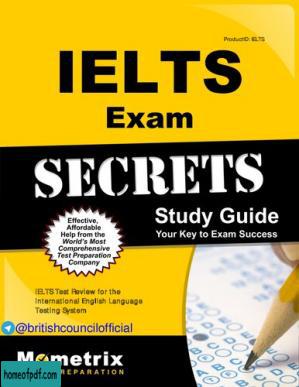 ProductID: IELTS
IELTS
Exam
SECRETS
Study Guide
Your Key to Exam Success
Effective,
Affordable
Help from the
World's Most
Comprehensive
Test Preparation
Company
IELTS Test Review for the
International English Language
Testing System
@britishcouncilofficial
Mometrix
PREPARATION
homeofpdf.com